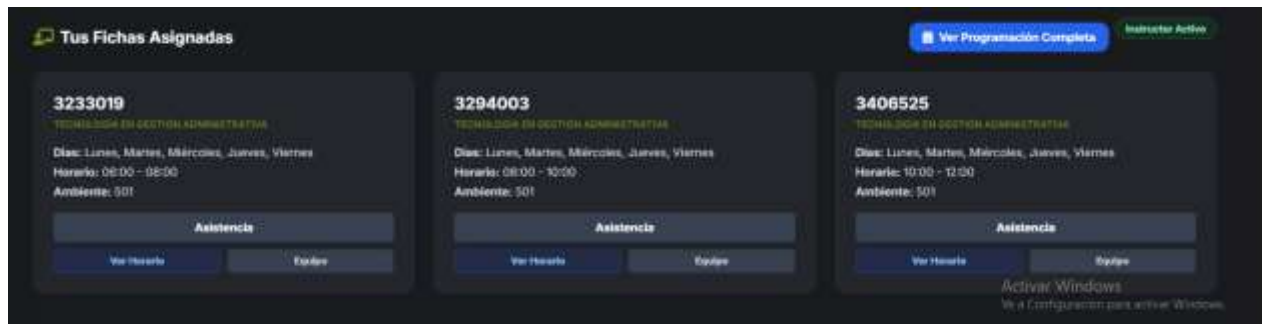 Tus Fichas Asignadas
Ver Programación Completa
Instructor Activo
3233019
TECNOLOGIA EN GESTION ADMINISTRATIVA
Días: Lunes, Martes, Miércoles, Jueves, Viernes
Horario: 06:00 - 08:00
Ambiente: 501
Asistencia
Ver Horario
Equipo
3294003
TECNOLOGIA EN GESTION ADMINISTRATIVA
Días: Lunes, Martes, Miércoles, Jueves, Viernes
Horario: 08:00 - 10:00
Ambiente: 501
Asistencia
Ver Horario
Equipo
3406525
TECNOLOGIA EN GESTION ADMINISTRATIVA
Días: Lunes, Martes, Miércoles, Jueves, Viernes
Horario: 10:00 - 12:00
Ambiente: 501
Asistencia
Ver Horario
Equipo
Activar Windows
Ve a Configuración para activar Windows.